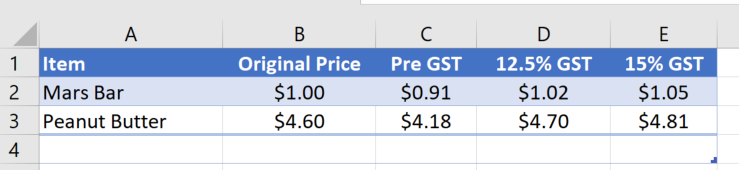 A B C D E
1 Item Original Price Pre GST 12.5% GST 15% GST
2 Mars Bar $1.00 $0.91 $1.02 $1.05
3 Peanut Butter $4.60 $4.18 $4.70 $4.81
4